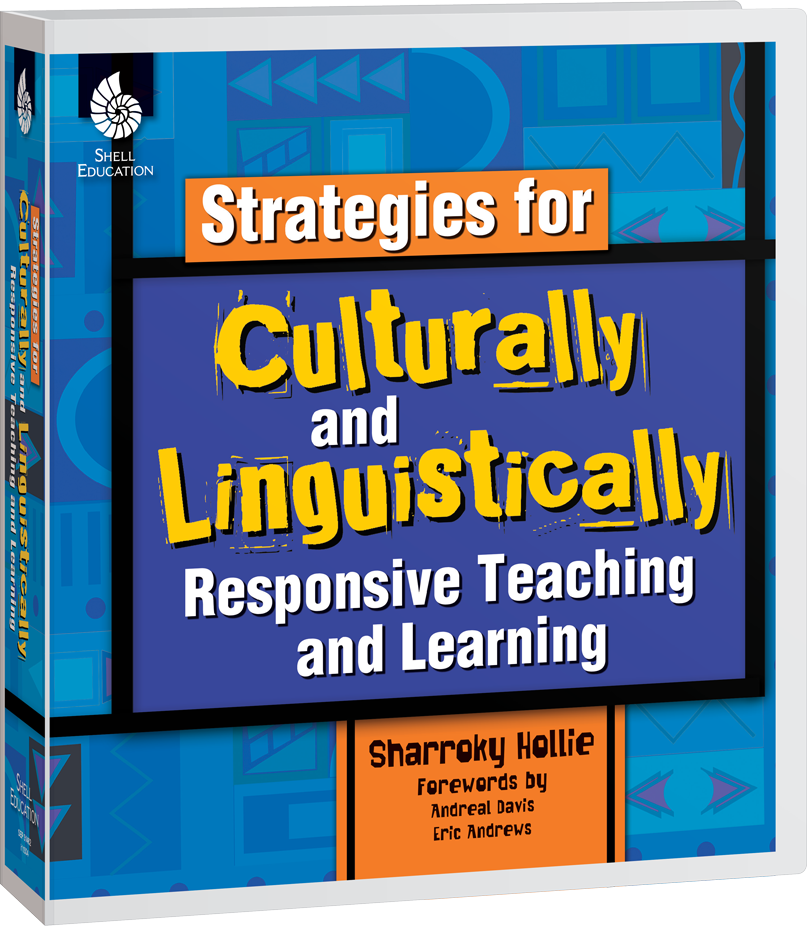 SHELL
EDUCATION
Strategies for
Culturally
and
Linguistically
Responsive Teaching
and Learning
Sharroky Hollie
Forewords by
Andreal Davis
Eric Andrews
Strategies for
Culturally and Linguistically
Responsive Teaching and Learning
SHELL
EDUCATION